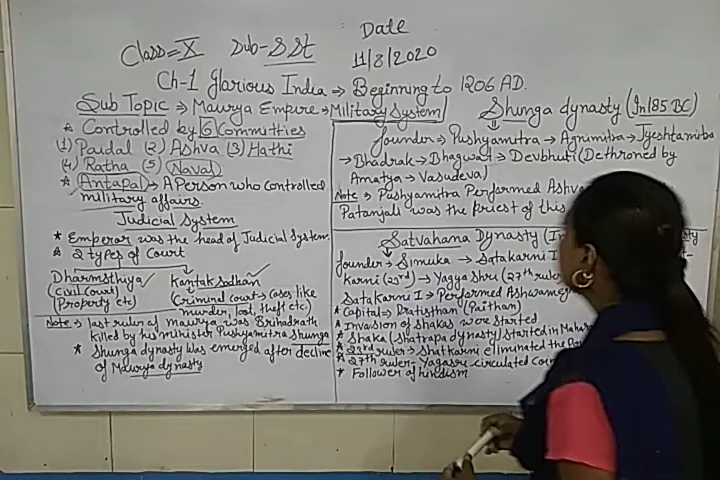 Date
Class=X Sub-SSt 11/8/2020
Ch-1 Glorious India → Beginning to 1206 AD.
Sub Topic ⇒ Maurya Empire → Military System
* Controlled by 6 Committies
(1) Paidal (2) Ashva (3) Hathi
(4) Ratha (5) Naval
* Antapal → A Person who controlled
military affairs.
Judicial System
* Emperor was the head of Judicial System.
* 2 types of Court
Dharmsthiya Kantak Sodhan
(Civil Court) Criminal court → Cases like
(Property etc) murder, loot, theft etc)
Note → last ruler of maurya was Brihadrath
killed by his minister Pushyamitra Shunga
* Shunga dynasty was emerged after decline
of Maurya dynasty
Shunga dynasty (In 185 BC)
founder → Pushyamitra → Agnimitra → Jyeshtamitra
→ Bhadrak → Bhagwat → Devbhuti (Dethroned by
Amatya → Vasudeva)
Note → Pushyamitra Performed
Patanjali was the priest of this
Satvahana Dynasty
founder → Simuka → Satakarni I
Karni (23rd) → Yagya Shri (27th ruler
Satakarni I → Performed
* Capital → Pratisthan (Paithan)
* Invasion of Shakas were started
* Shaka (Shatrapa dynasty) started in
* 23rd ruler → Shatkarni eliminated the
* 27th ruler - Yagasri circulated
* Follower of hindism